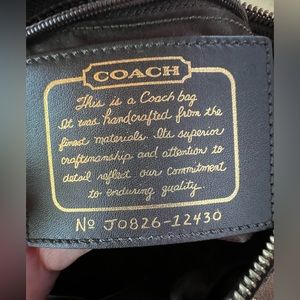 COACH
This is a Coach bag
It was handcrafted from the
finest materials. Its superior
craftsmanship and attention to
detail reflect our commitment
to enduring quality.
No J0826-12430